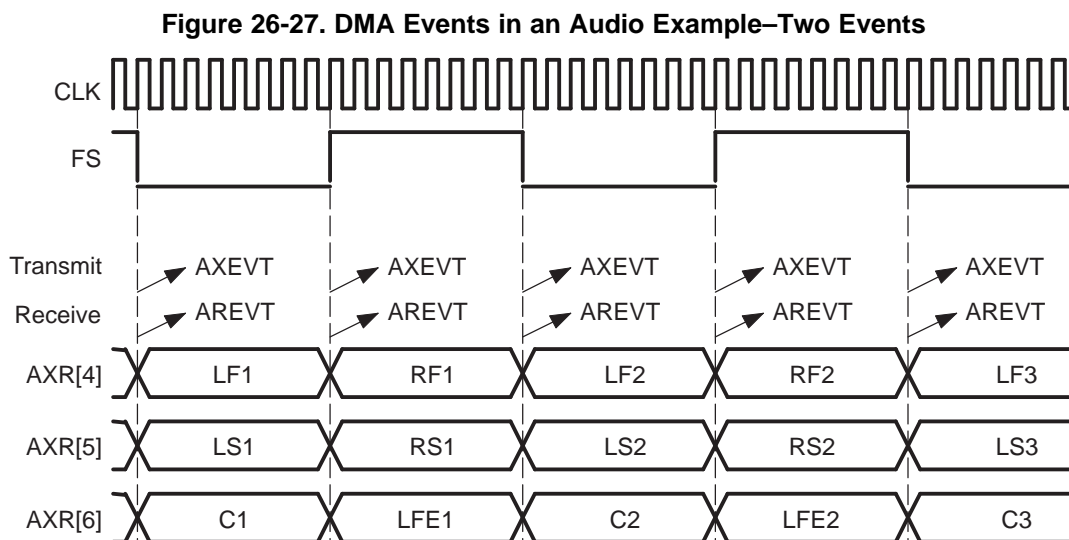 Figure 26-27. DMA Events in an Audio Example–Two Events
CLK
FS
Transmit AXEVT AXEVT AXEVT AXEVT AXEVT
Receive AREVT AREVT AREVT AREVT AREVT
AXR[4] LF1 RF1 LF2 RF2 LF3
AXR[5] LS1 RS1 LS2 RS2 LS3
AXR[6] C1 LFE1 C2 LFE2 C3